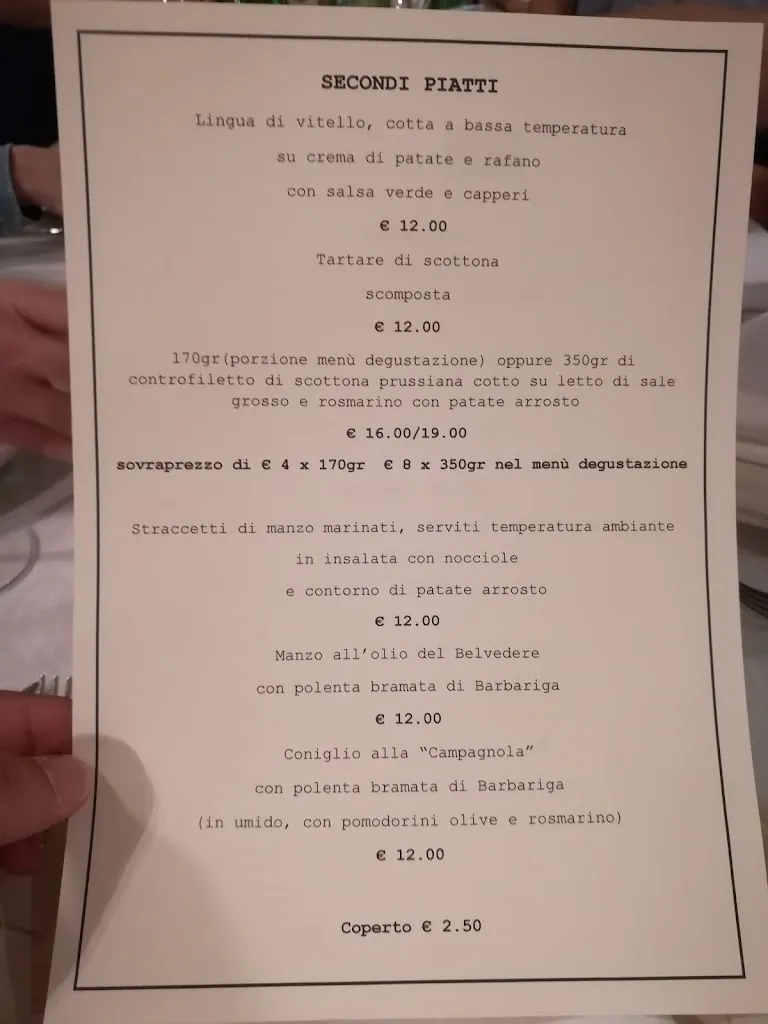 SECONDI PIATTI
Lingua di vitello, cotta a bassa temperatura
su crema di patate e rafano
con salsa verde e capperi
€ 12.00
Tartare di scottona
scomposta
€ 12.00
170gr(porzione menù degustazione) oppure 350gr di
controfiletto di scottona prussiana cotto su letto di sale
grosso e rosmarino con patate arrosto
€ 16.00/19.00
sovraprezzo di € 4 x 170gr  € 8 x 350gr nel menù degustazione
Straccetti di manzo marinati, serviti temperatura ambiante
in insalata con nocciole
e contorno di patate arrosto
€ 12.00
Manzo all’olio del Belvedere
con polenta bramata di Barbariga
€ 12.00
Coniglio alla “Campagnola”
con polenta bramata di Barbariga
(in umido, con pomodorini olive e rosmarino)
€ 12.00
Coperto € 2.50